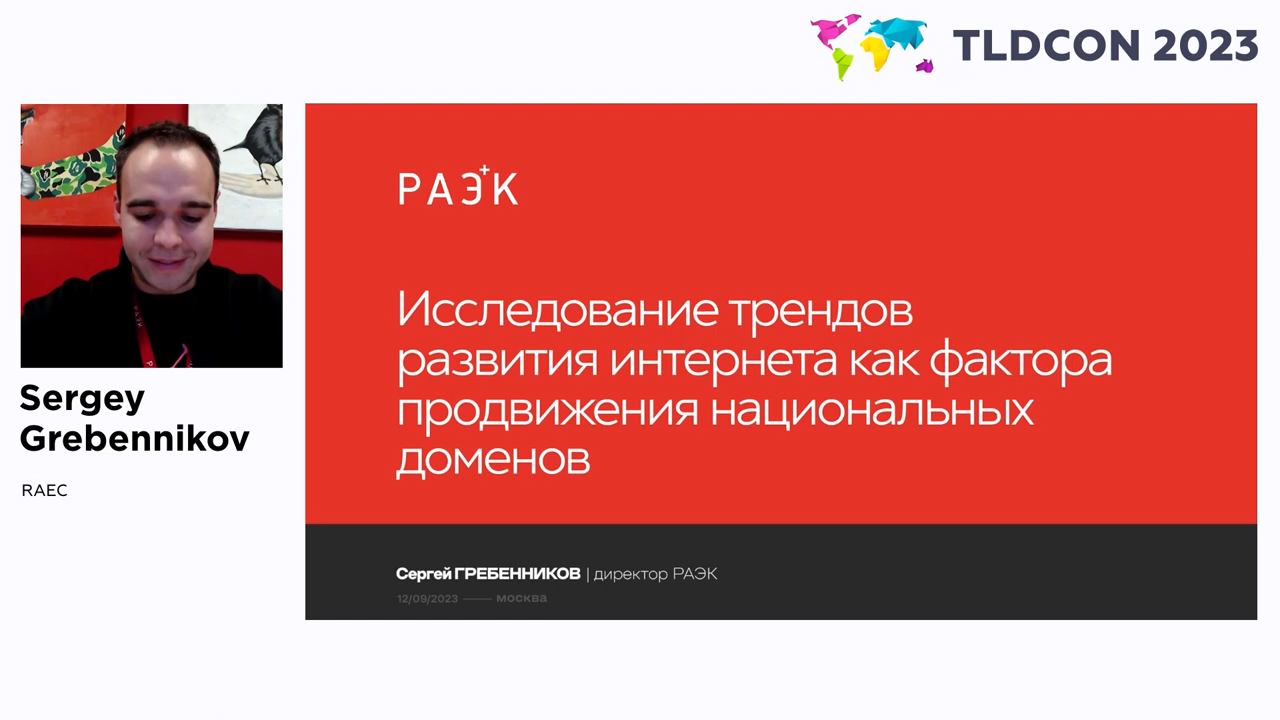 TLDCON 2023
РАЭК
Исследование трендов
развития интернета как фактора
продвижения национальных
доменов
Сергей ГРЕБЕННИКОВ | директор РАЭК
12/09/2023 —— москва
Sergey
Grebennikov
RAEC